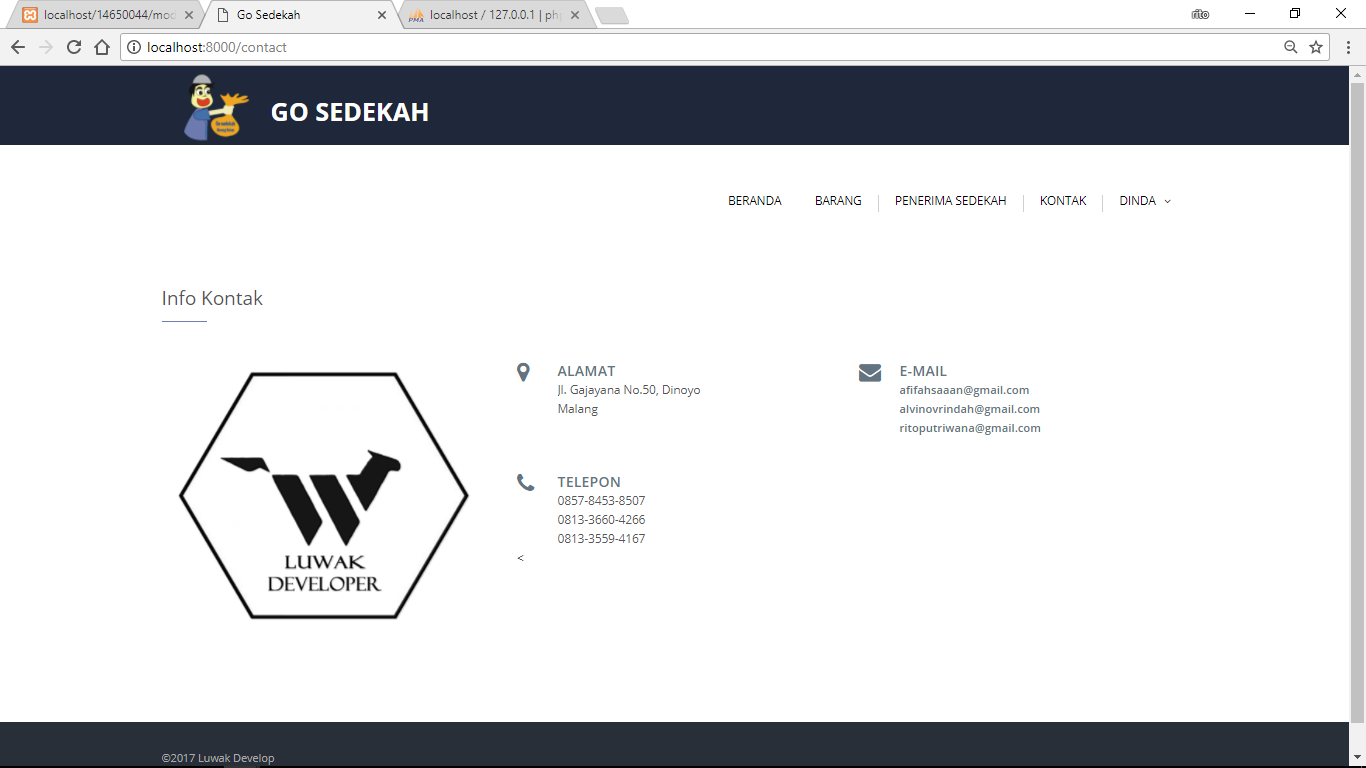 localhost/14650044/mod
Go Sedekah
localhost / 127.0.0.1 | ph
rito
localhost:8000/contact
GO SEDEKAH
BERANDA BARANG PENERIMA SEDEKAH KONTAK DINDA
Info Kontak
LUWAK
DEVELOPER
ALAMAT
Jl. Gajayana No.50, Dinoyo
Malang
TELEPON
0857-8453-8507
0813-3660-4266
0813-3559-4167
<
E-MAIL
afifahsaaan@gmail.com
alvinovrindah@gmail.com
ritoputriwana@gmail.com
©2017 Luwak Develop